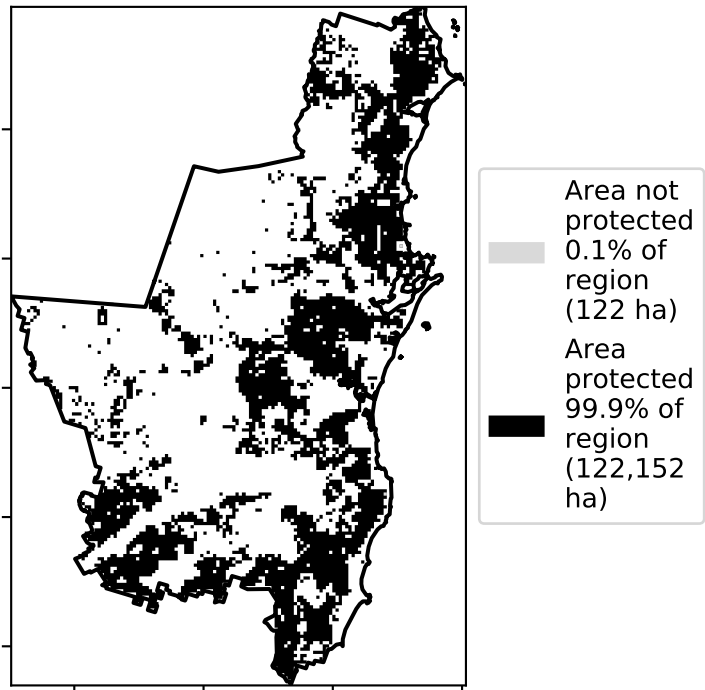 Area not
protected
0.1% of
region
(122 ha)
Area
protected
99.9% of
region
(122,152
ha)